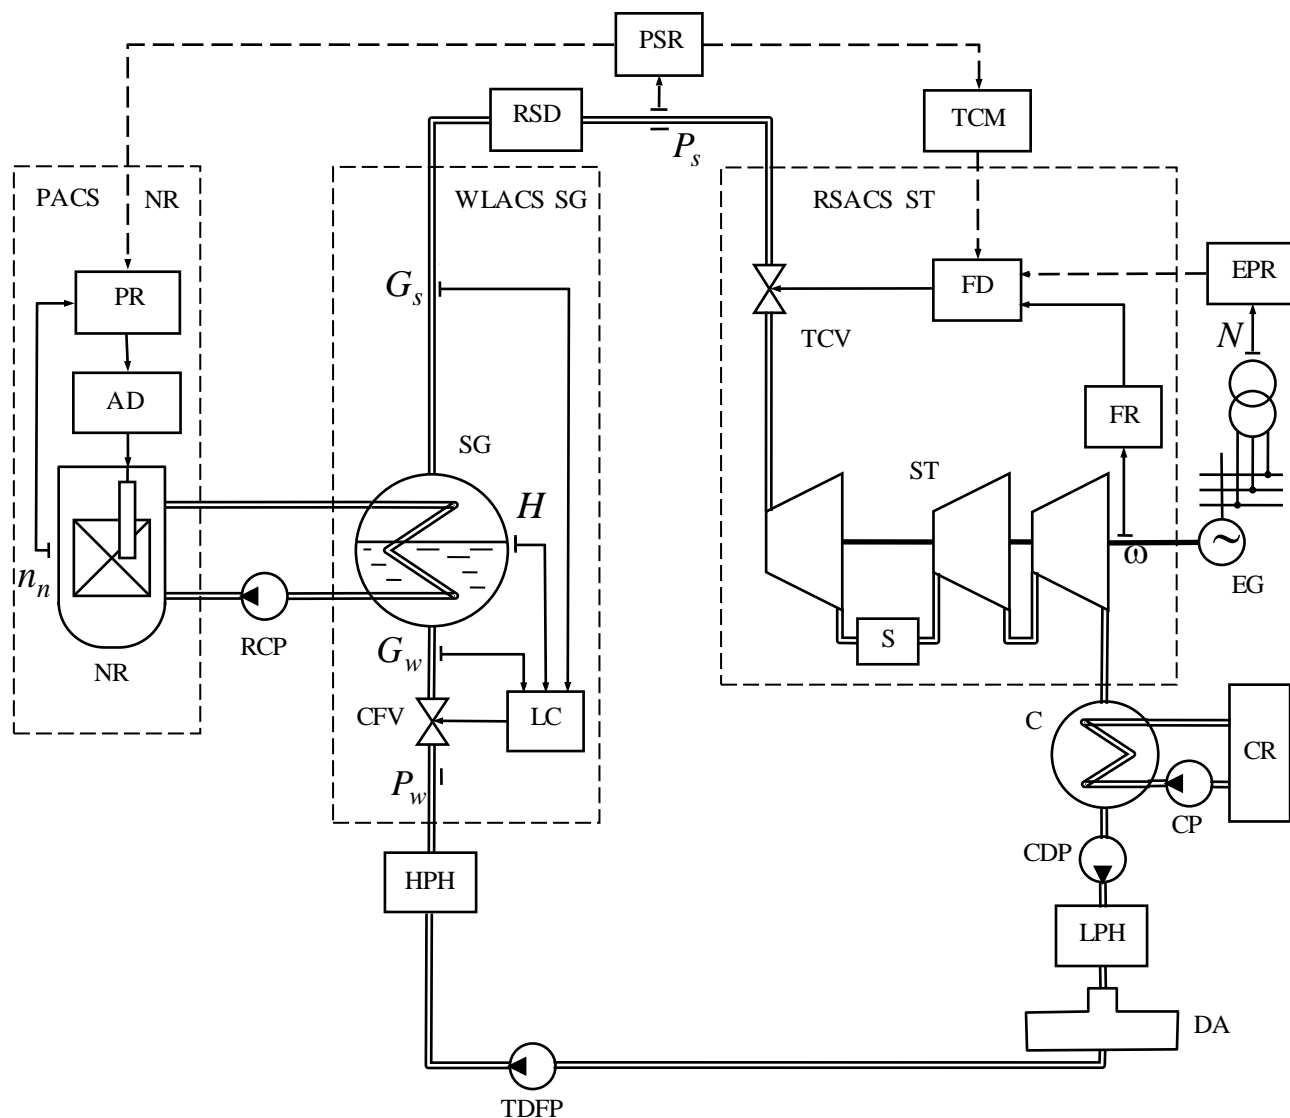 PSR
RSD
TCM
P_s
PACS NR
WLACS SG
RSACS ST
PR
G_s
FD
EPR
TCV
N
AD
FR
SG
ST
H
n_n
ω
~
EG
RCP
G_w
S
NR
CFV
LC
C
CR
P_w
CP
CDP
HPH
LPH
DA
TDFP